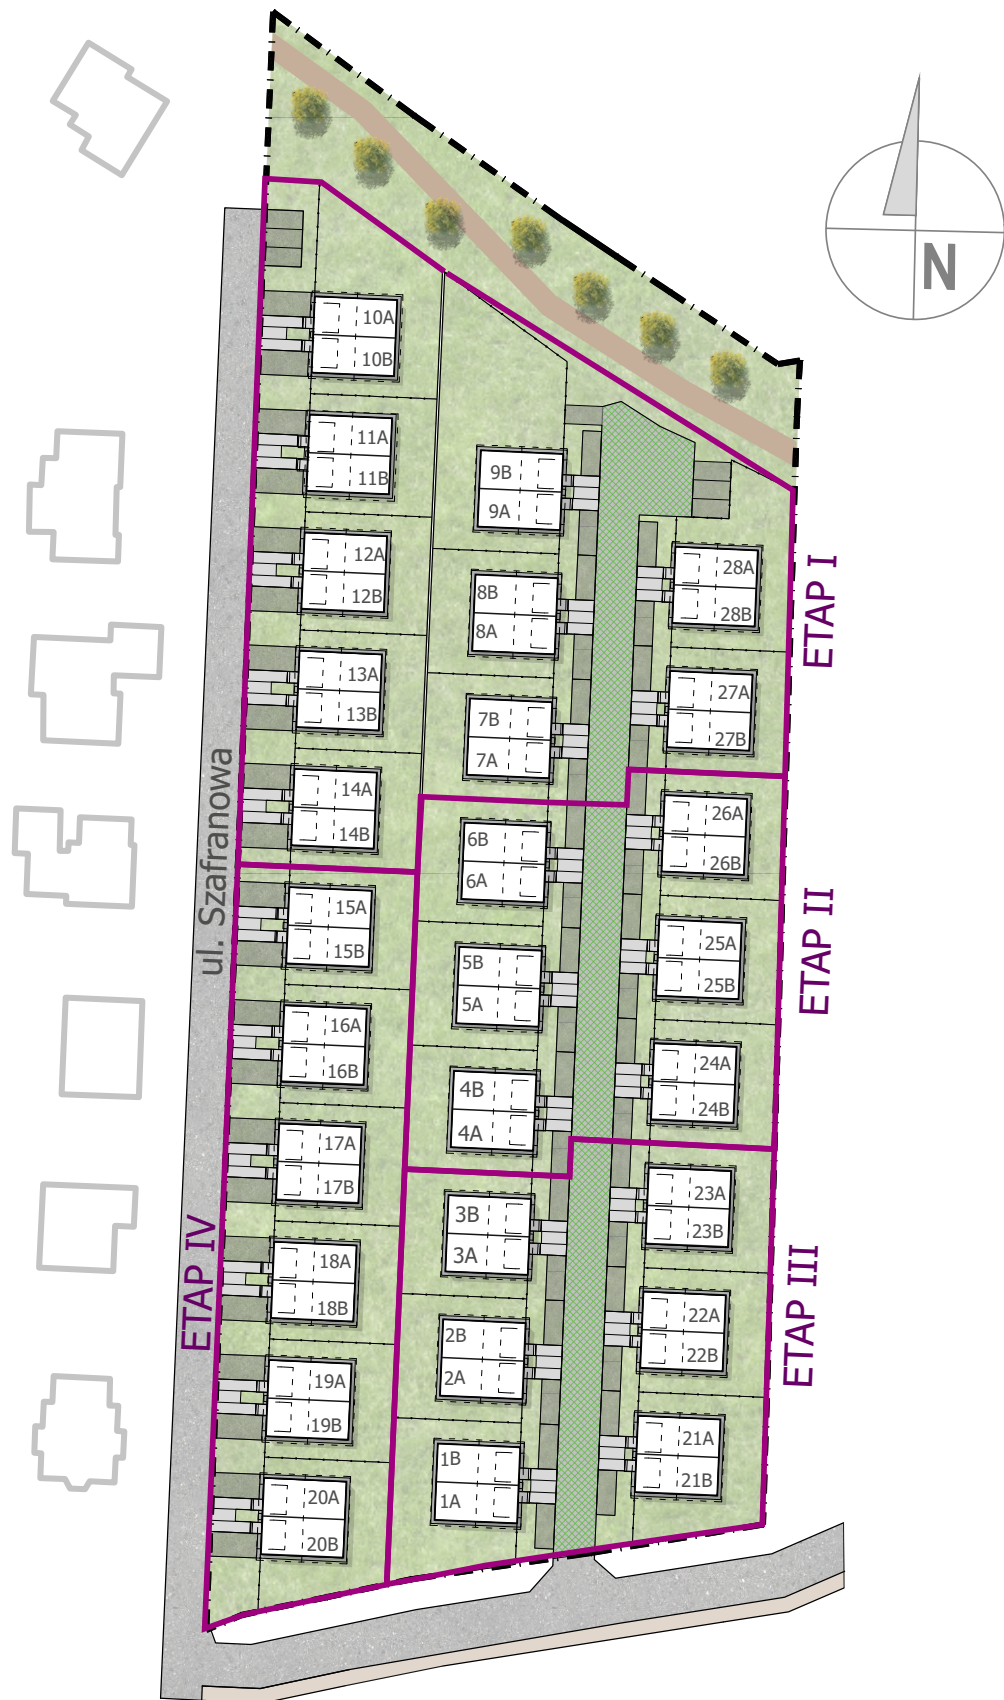 N
10A
10B
11A
11B
12A
12B
13A
13B
14A
14B
15A
15B
16A
16B
17A
17B
18A
18B
19A
19B
20A
20B
9B
9A
8B
8A
7B
7A
6B
6A
5B
5A
4B
4A
3B
3A
2B
2A
1B
1A
28A
28B
27A
27B
26A
26B
25A
25B
24A
24B
23A
23B
22A
22B
21A
21B
ETAP I
ETAP II
ETAP III
ETAP IV
ul. Szafranowa